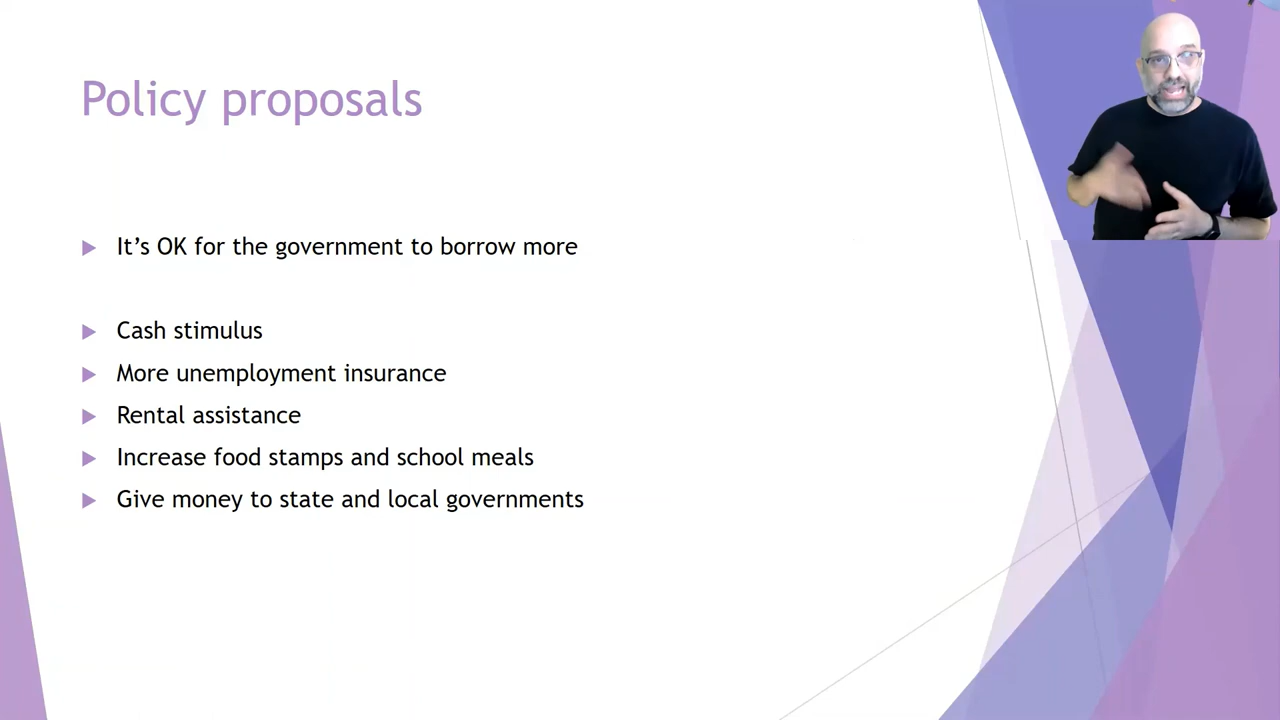 Policy proposals
It's OK for the government to borrow more
Cash stimulus
More unemployment insurance
Rental assistance
Increase food stamps and school meals
Give money to state and local governments